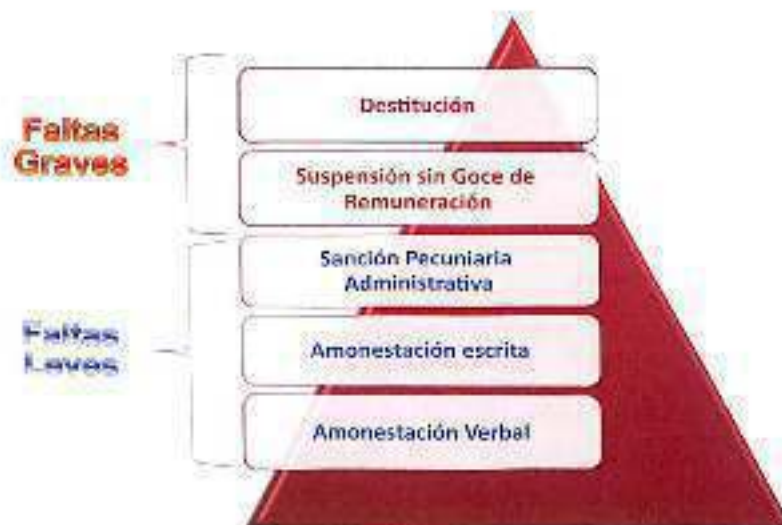 Faltas
Graves
Destitución
Suspensión sin Goce de
Remuneración
Sanción Pecuniaria
Administrativa
Faltas
Leves
Amonestación escrita
Amonestación Verbal